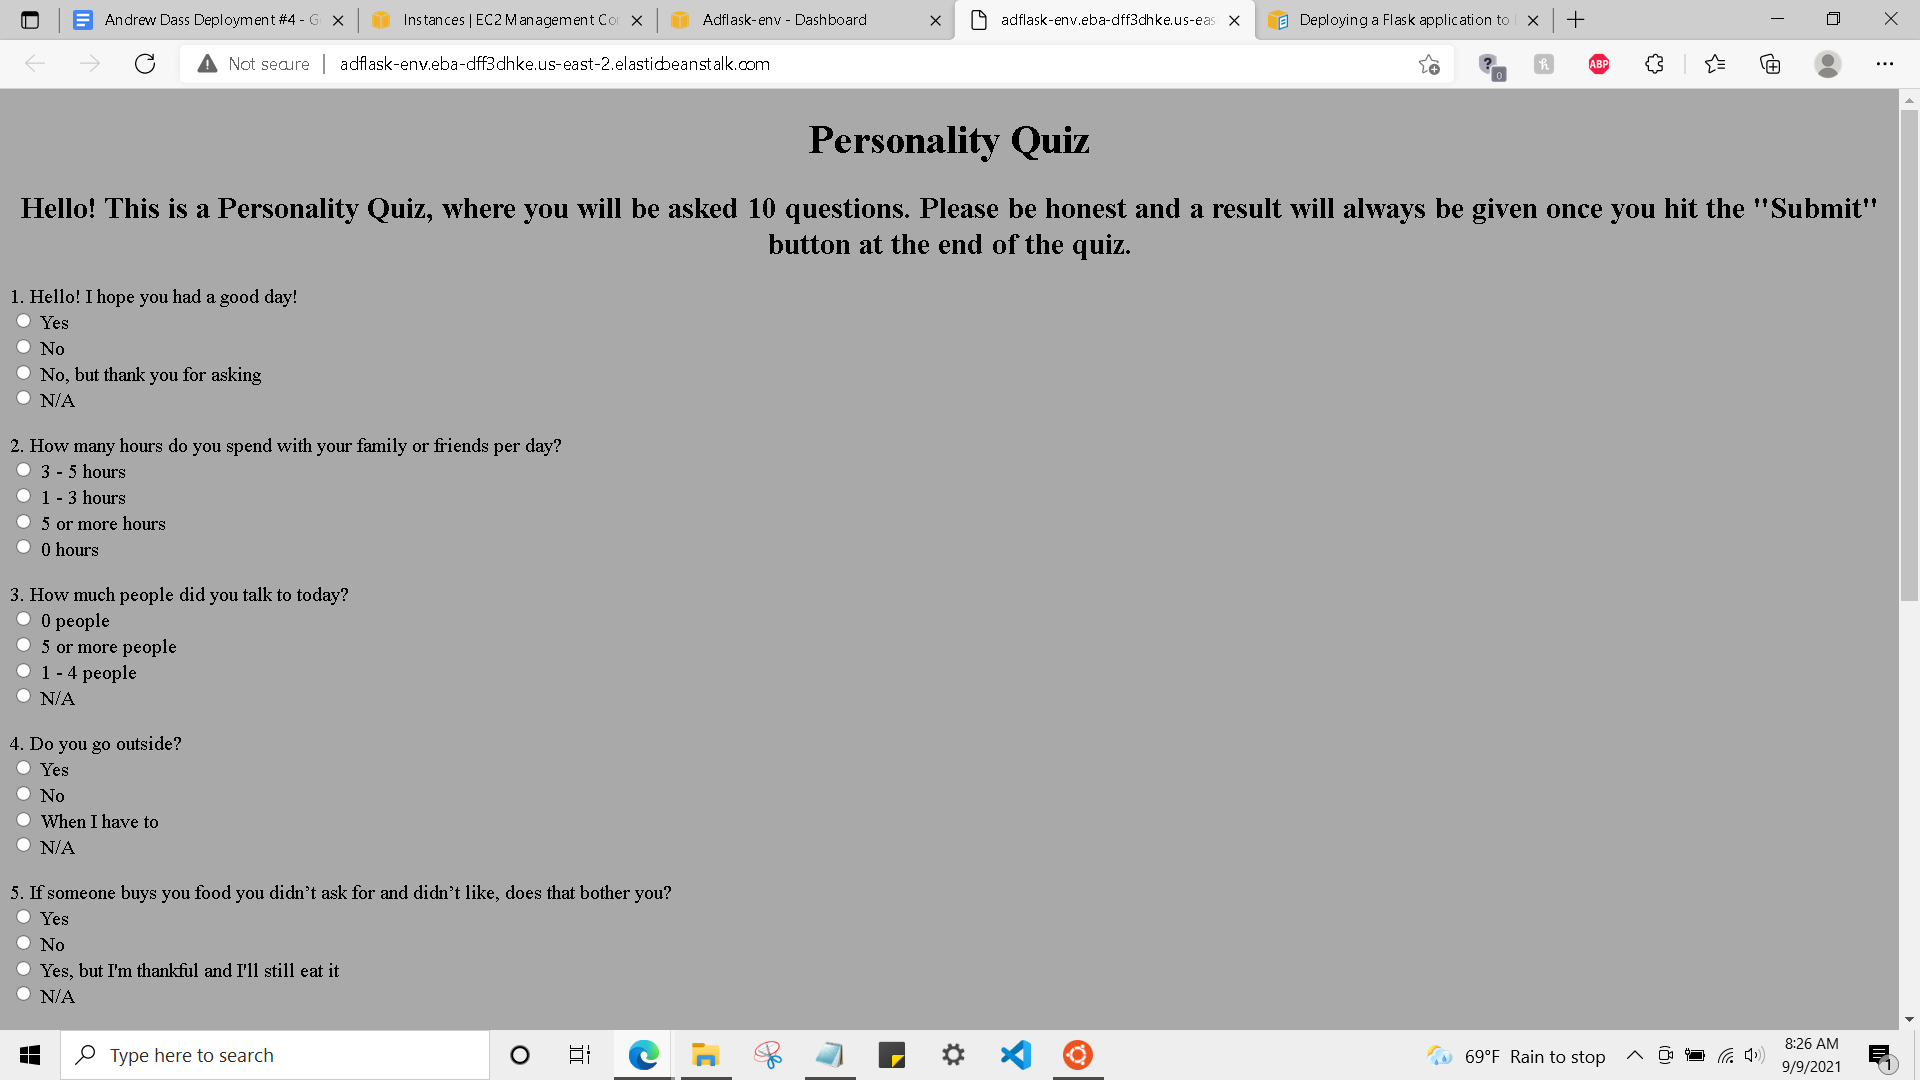 Andrew Dass Deployment #4 - G
Instances | EC2 Management Co
Adflask-env - Dashboard
adflask-env.eba-dff3dhke.us-eas
Deploying a Flask application to
Not secure
adflask-env.eba-dff3dhke.us-east-2.elasticbeanstalk.com
? 0
ABP
Personality Quiz
Hello! This is a Personality Quiz, where you will be asked 10 questions. Please be honest and a result will always be given once you hit the "Submit"
button at the end of the quiz.
1. Hello! I hope you had a good day!
Yes
No
No, but thank you for asking
N/A
2. How many hours do you spend with your family or friends per day?
3 - 5 hours
1 - 3 hours
5 or more hours
0 hours
3. How much people did you talk to today?
0 people
5 or more people
1 - 4 people
N/A
4. Do you go outside?
Yes
No
When I have to
N/A
5. If someone buys you food you didn’t ask for and didn’t like, does that bother you?
Yes
No
Yes, but I'm thankful and I'll still eat it
N/A
Type here to search
69°F Rain to stop
8:26 AM
9/9/2021
1